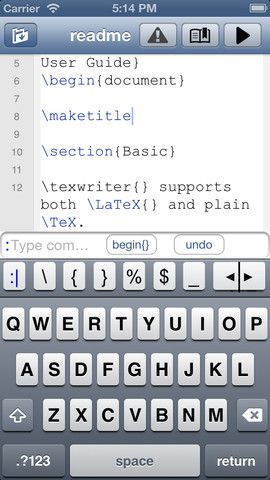 Carrier 5:14 PM
readme
5 User Guide}
6 \begin{document}
7
8 \maketitle
9
10 \section{Basic}
11
12 \texwriter{} supports
both \LaTeX{} and plain
\TeX.
:Type com... begin{} undo
:| \ { } % $ _ ◀ ▶
Q W E R T Y U I O P
A S D F G H J K L
Z X C V B N M
.?123 space return